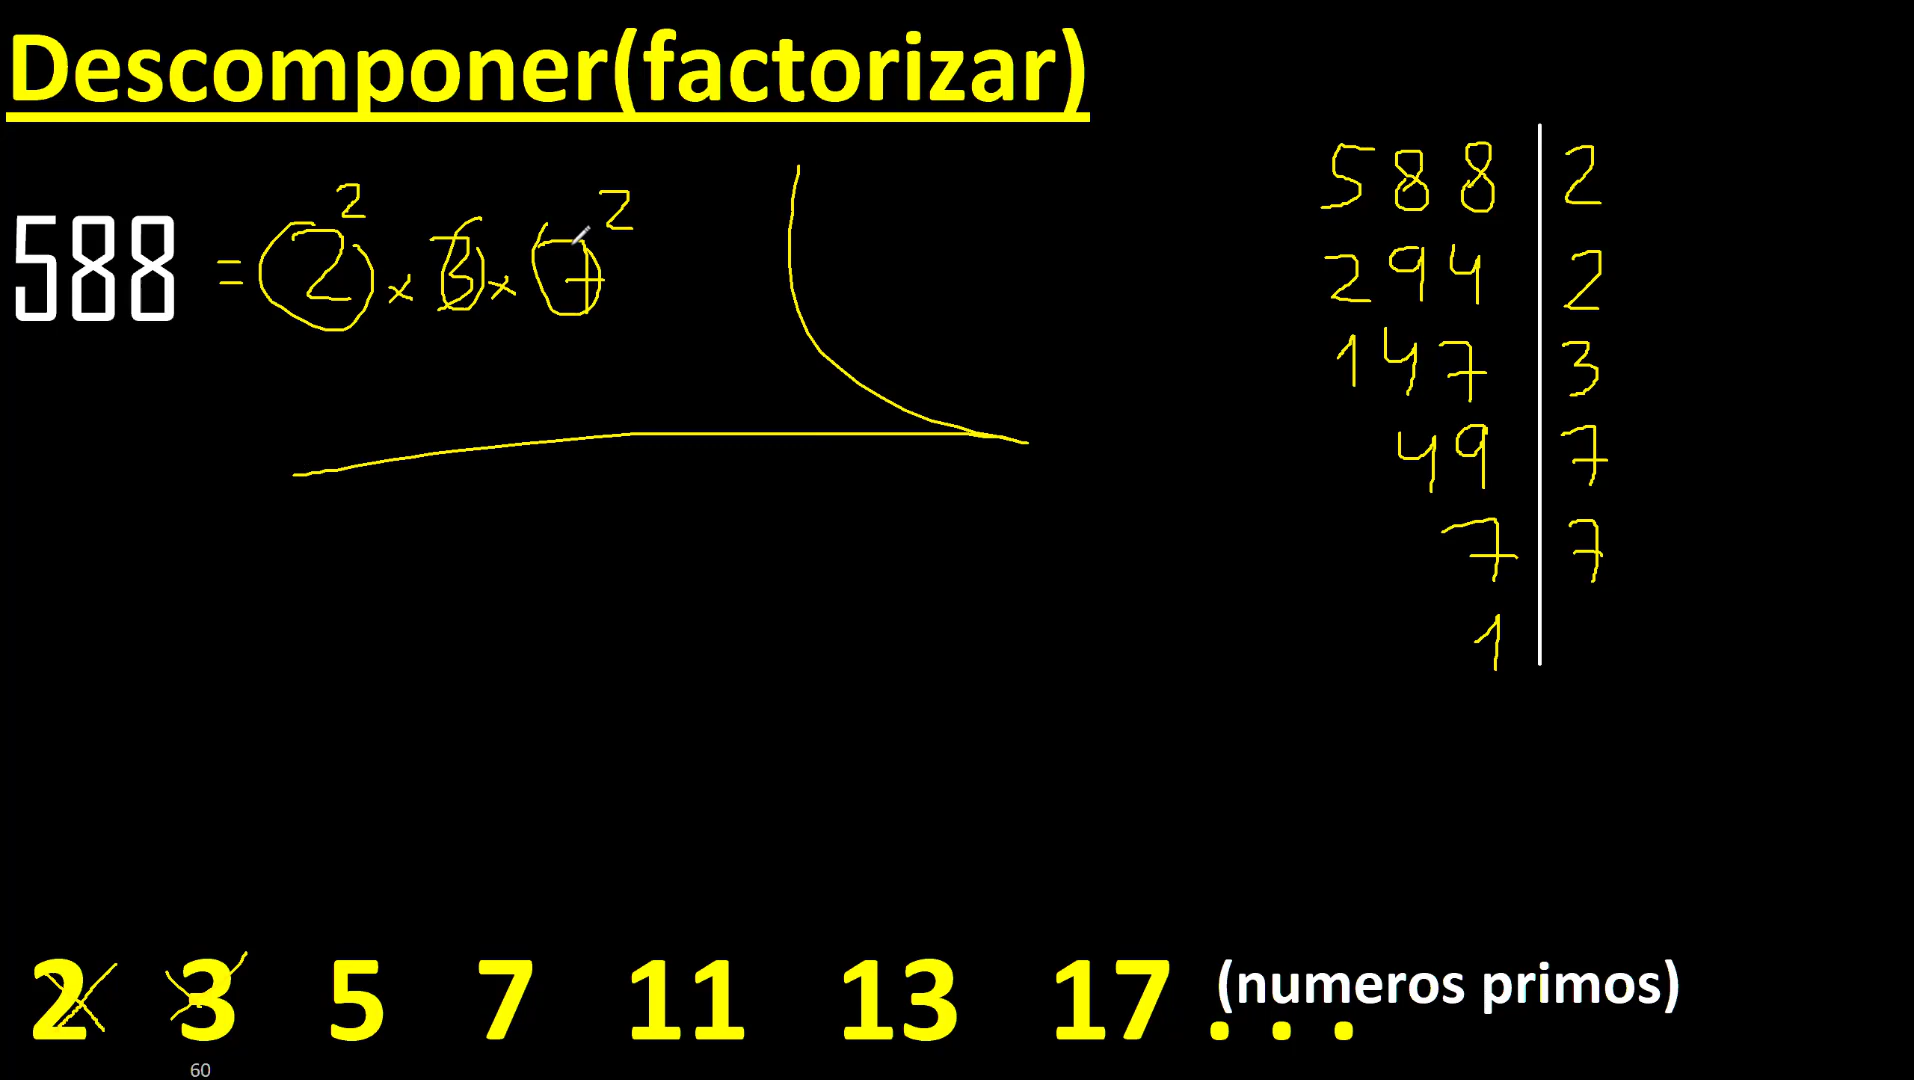 Descomponer(factorizar)
588 = 2² x 3 x 7²
588 | 2
294 | 2
147 | 3
49 | 7
7 | 7
1
2 3 5 7 11 13 17 . . . (numeros primos)
60